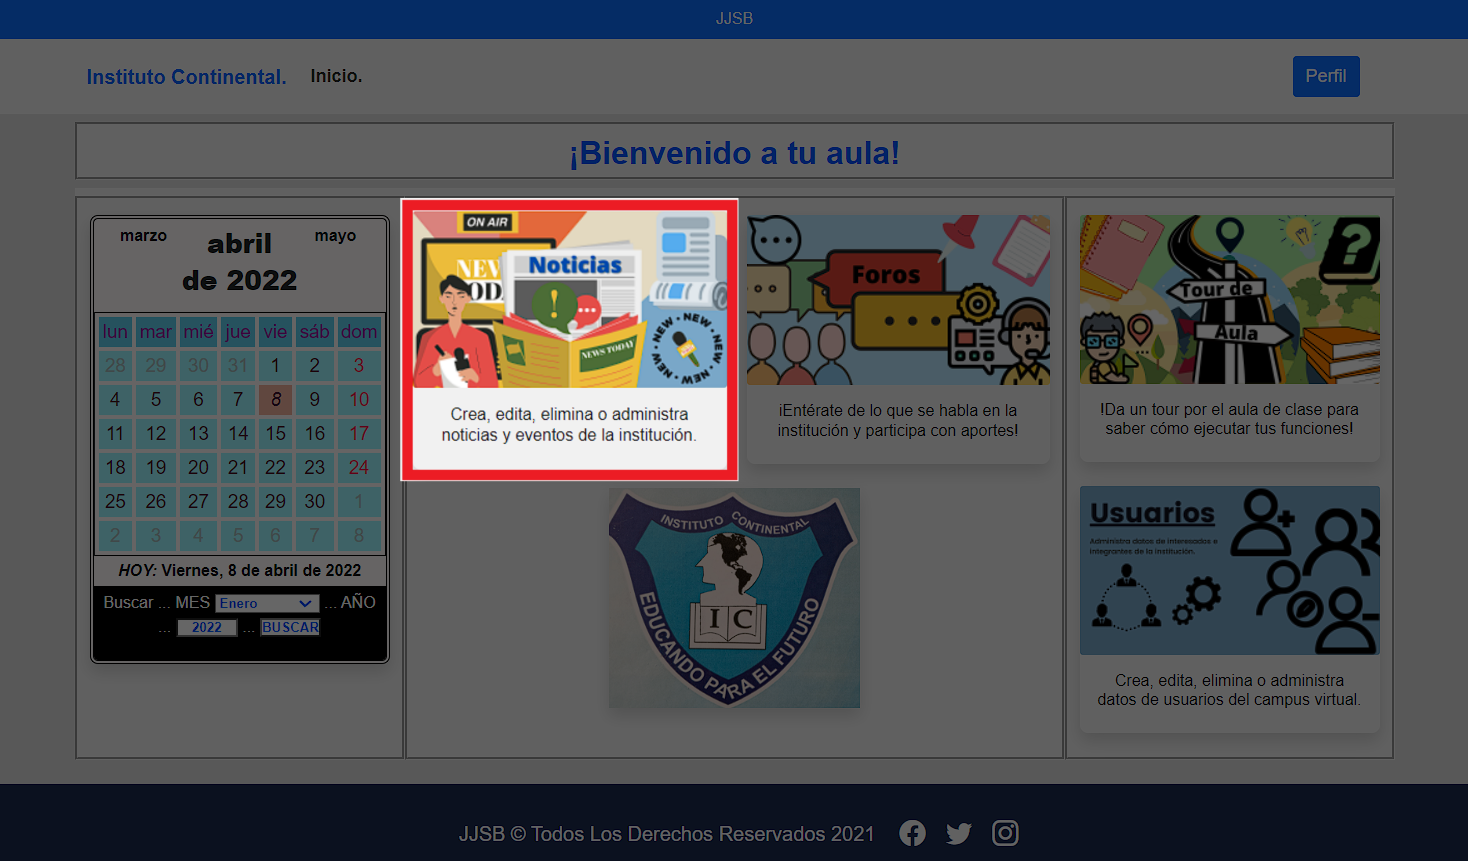 JJSB
Instituto Continental.
Inicio.
Perfil
¡Bienvenido a tu aula!
marzo
abril
mayo
de 2022
lun mar mié jue vie sáb dom
28 29 30 31 1 2 3
4 5 6 7 8 9 10
11 12 13 14 15 16 17
18 19 20 21 22 23 24
25 26 27 28 29 30 1
2 3 4 5 6 7 8
HOY: Viernes, 8 de abril de 2022
Buscar ... MES Enero ... AÑO
... 2022 ... BUSCAR
ON AIR
Noticias
NEWS TODAY
NEW • NEW • NEW • NEW •
Crea, edita, elimina o administra
noticias y eventos de la institución.
Foros
¡Entérate de lo que se habla en la
institución y participa con aportes!
INSTITUTO CONTINENTAL
IC
EDUCANDO PARA EL FUTURO
Tour de
Aula
!Da un tour por el aula de clase para
saber cómo ejecutar tus funciones!
Usuarios
Administra datos de interesados e
integrantes de la institución.
Crea, edita, elimina o administra
datos de usuarios del campus virtual.
JJSB © Todos Los Derechos Reservados 2021